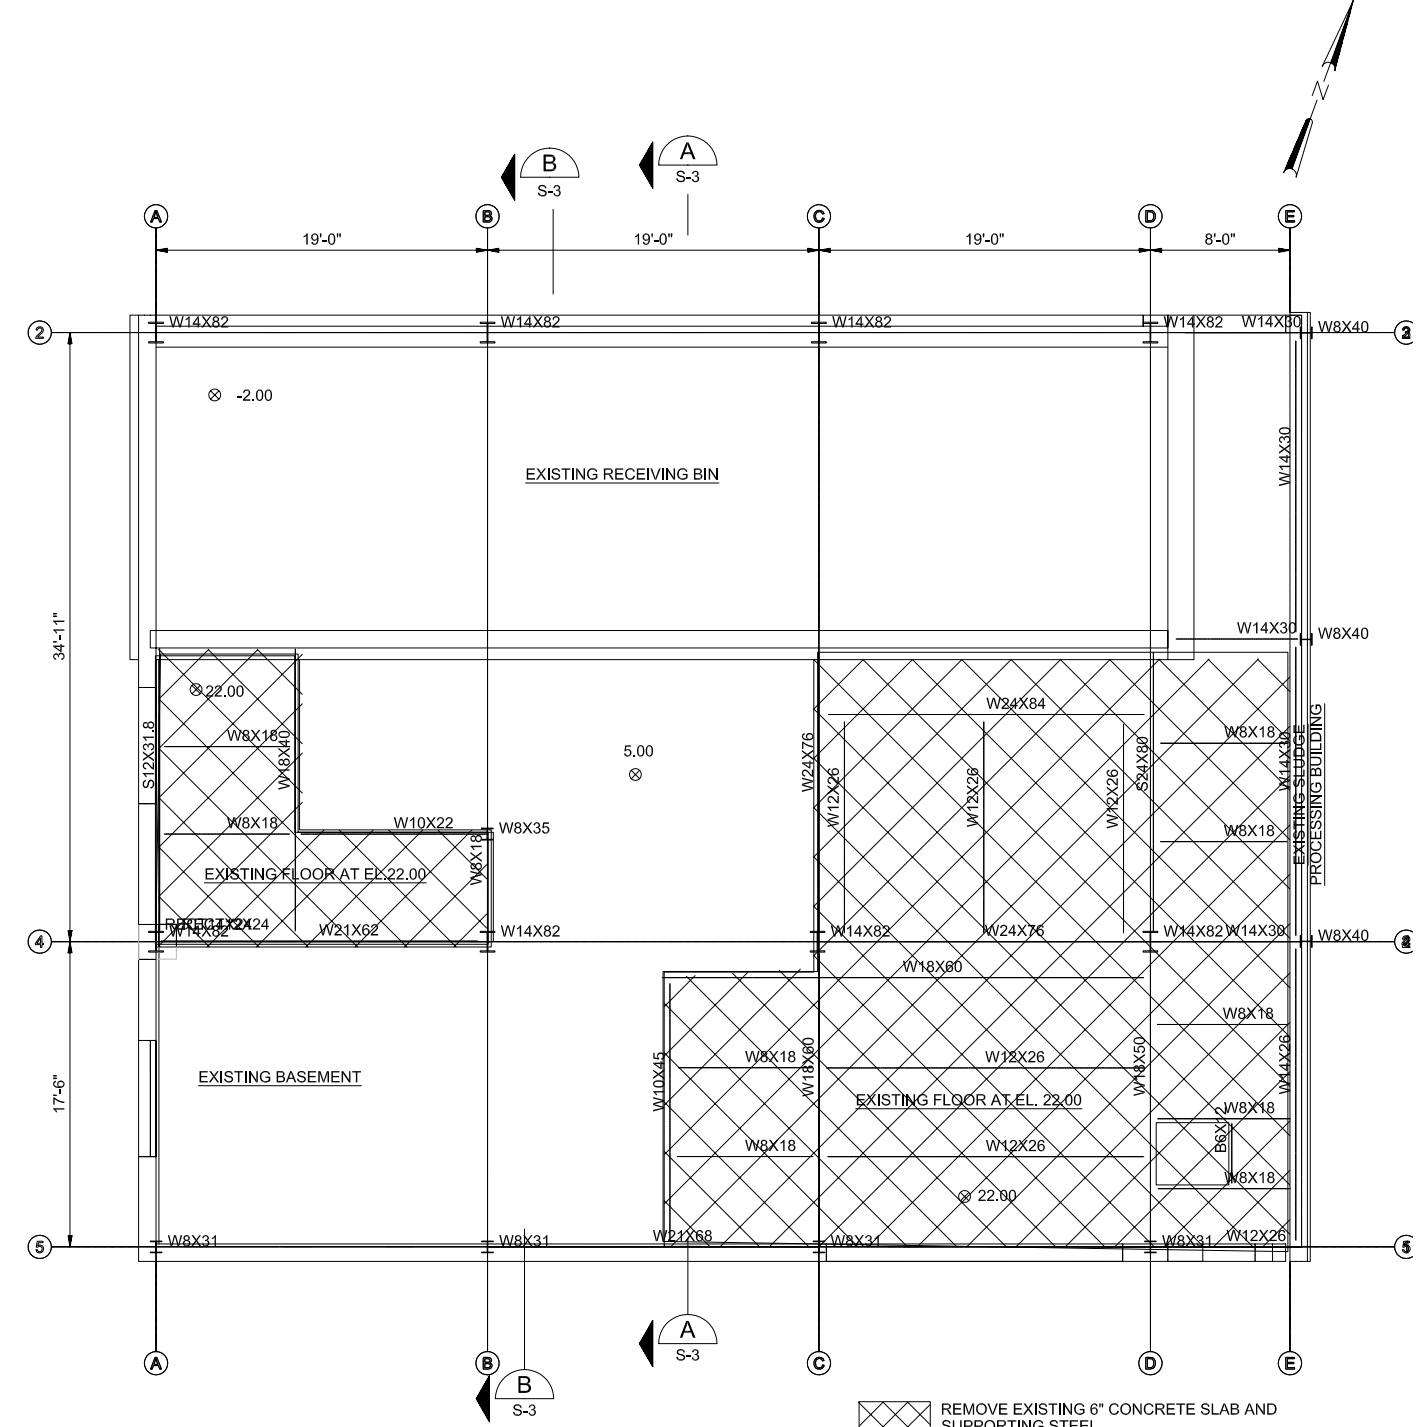 N
B
S-3
A
S-3
A
B
C
D
E
19'-0"
19'-0"
19'-0"
8'-0"
2
W14X82
W14X82
W14X82
W14X82
W14X30
W8X40
-2.00
W14X30
EXISTING RECEIVING BIN
34'-11"
W14X30
W8X40
22.00
W24X84
S12X31.8
W8X18
W18X40
5.00
W24X76
W12X26
W12X26
W12X26
S24X80
W8X18
W14X30
EXISTING SLUDGE
PROCESSING BUILDING
W8X18
W10X22
W8X35
W8X18
W8X18
EXISTING FLOOR AT EL.22.00
4
W14X82
W21X62
W14X82
W14X82
W24X76
W14X82
W14X30
W8X40
W18X60
17'-6"
EXISTING BASEMENT
W10X45
W8X18
W18X60
W12X26
W18X50
W8X18
W14X26
EXISTING FLOOR AT EL. 22.00
W8X18
B6X12
W8X18
W12X26
W8X18
22.00
5
W8X31
W8X31
W21X68
W8X31
W8X31
W12X26
5
A
B
C
D
E
A
S-3
B
S-3
REMOVE EXISTING 6" CONCRETE SLAB AND
SUPPORTING STEEL